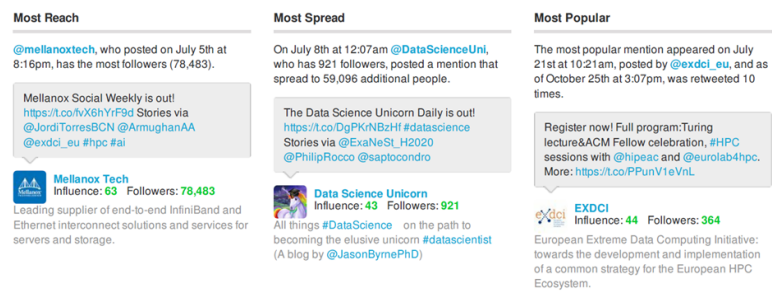 Most Reach
@mellanoxtech, who posted on July 5th at
8:16pm, has the most followers (78,483).
Mellanox Social Weekly is out!
https://t.co/fvX6hYrF9d Stories via
@JordiTorresBCN @ArmughanAA
@exdci_eu #hpc #ai
Mellanox
Mellanox Tech
Influence: 63 Followers: 78,483
Leading supplier of end-to-end InfiniBand and
Ethernet interconnect solutions and services for
servers and storage.
Most Spread
On July 8th at 12:07am @DataScienceUni,
who has 921 followers, posted a mention that
spread to 59,096 additional people.
The Data Science Unicorn Daily is out!
https://t.co/DgPKrNBzHf #datascience
Stories via @ExaNeSt_H2020
@PhilipRocco @saptocondro
Data Science Unicorn
Influence: 43 Followers: 921
All things #DataScience on the path to
becoming the elusive unicorn #datascientist
(A blog by @JasonByrnePhD)
Most Popular
The most popular mention appeared on July
21st at 10:21am, posted by @exdci_eu, and as
of October 25th at 3:07pm, was retweeted 10
times.
Register now! Full program:Turing
lecture&ACM Fellow celebration, #HPC
sessions with @hipeac and @eurolab4hpc.
More: https://t.co/PPunV1eVnL
exdci
EXDCI
Influence: 44 Followers: 364
European Extreme Data Computing Initiative:
towards the development and implementation
of a common strategy for the European HPC
Ecosystem.